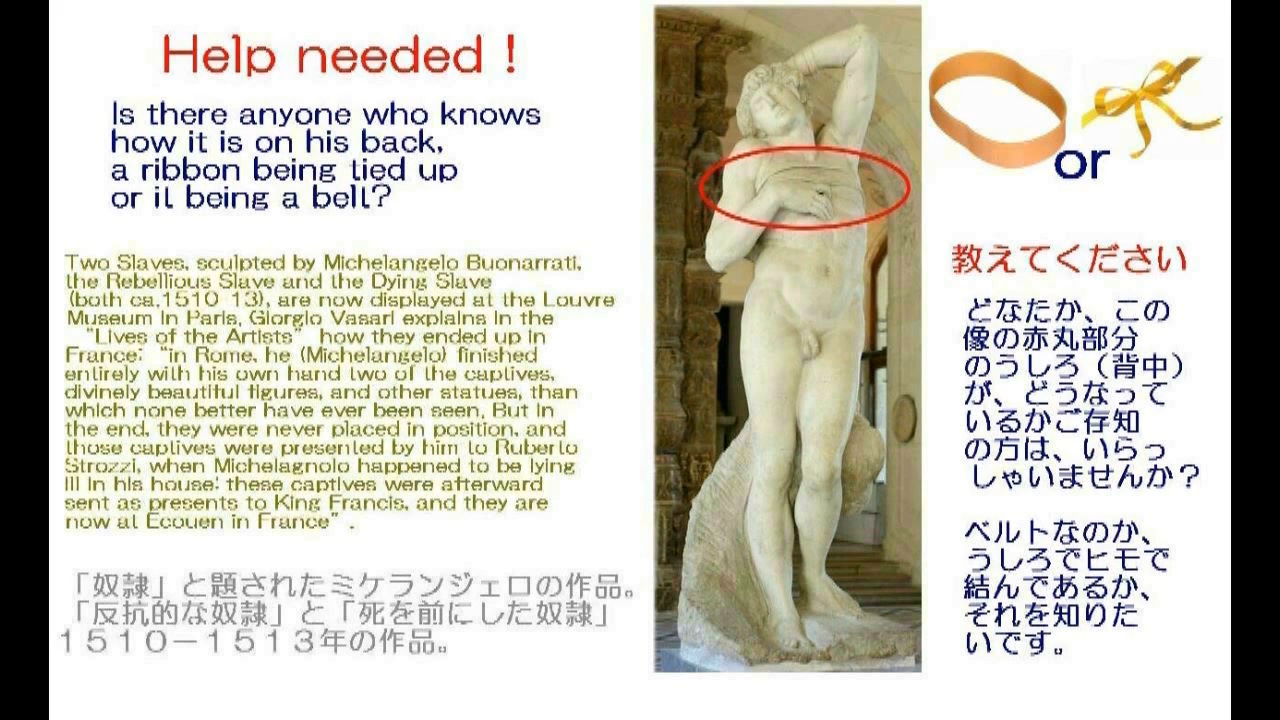 Help needed !
Is there anyone who knows
how it is on his back,
a ribbon being tied up
or it being a belt?
Two Slaves, sculpted by Michelangelo Buonarrati,
the Rebellious Slave and the Dying Slave
(both ca.1510 13), are now displayed at the Louvre
Museum in Paris, Giorgio Vasari explains in the
“Lives of the Artists” how they ended up in
France: “in Rome, he (Michelangelo) finished
entirely with his own hand two of the captives,
divinely beautiful figures, and other statues, than
which none better have ever been seen, But in
the end, they were never placed in position, and
those captives were presented by him to Ruberto
Strozzi, when Michelagnolo happened to be lying
ill in his house: these captives were afterward
sent as presents to King Francis, and they are
now at Ecouen in France”.
「奴隷」と題されたミケランジェロの作品。
「反抗的な奴隷」と「死を前にした奴隷」
１５１０－１５１３年の作品。
or
教えてください
どなたか、この
像の赤丸部分
のうしろ（背中）
が、どうなって
いるかご存知
の方は、いらっ
しゃいませんか？
ベルトなのか、
うしろでヒモで
結んであるか、
それを知りた
いです。